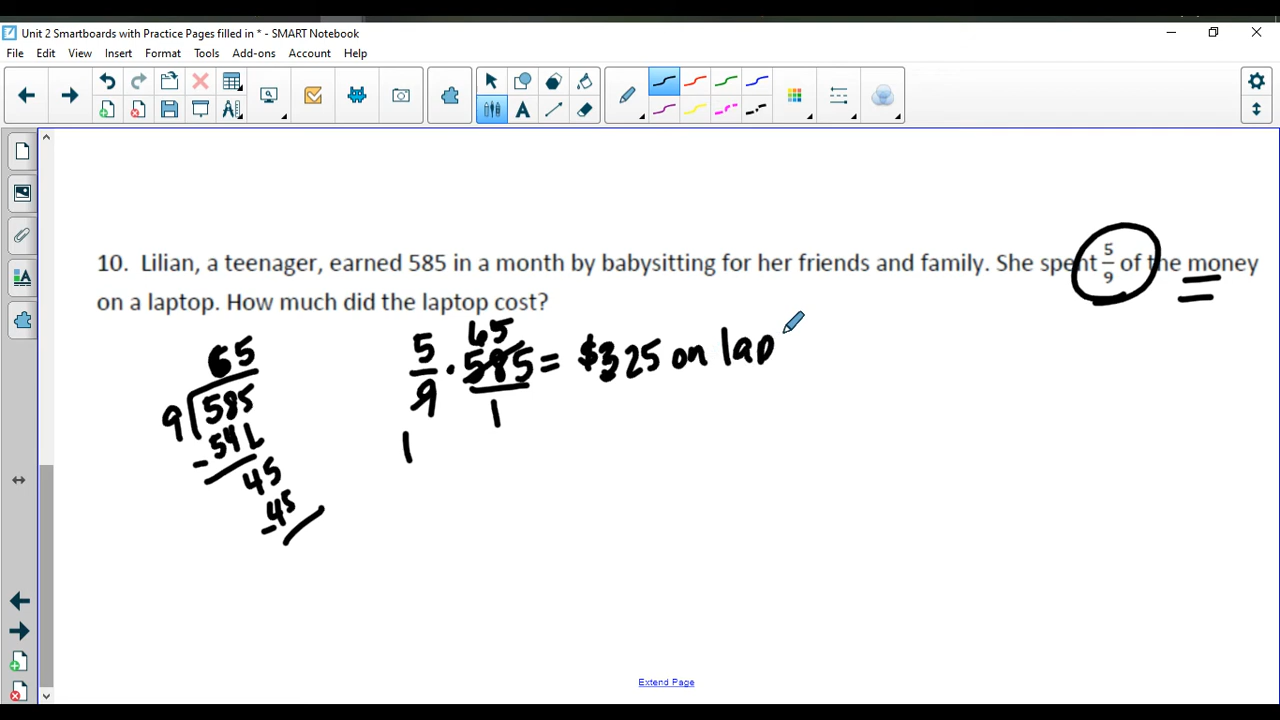 Unit 2 Smartboards with Practice Pages filled in * - SMART Notebook
File Edit View Insert Format Tools Add-ons Account Help
10. Lilian, a teenager, earned 585 in a month by babysitting for her friends and family. She spent 5/9 of the money
on a laptop. How much did the laptop cost?
65
9 585
-54
45
-45
5/9 · 585/1 = $325 on lap
65
1
Extend Page